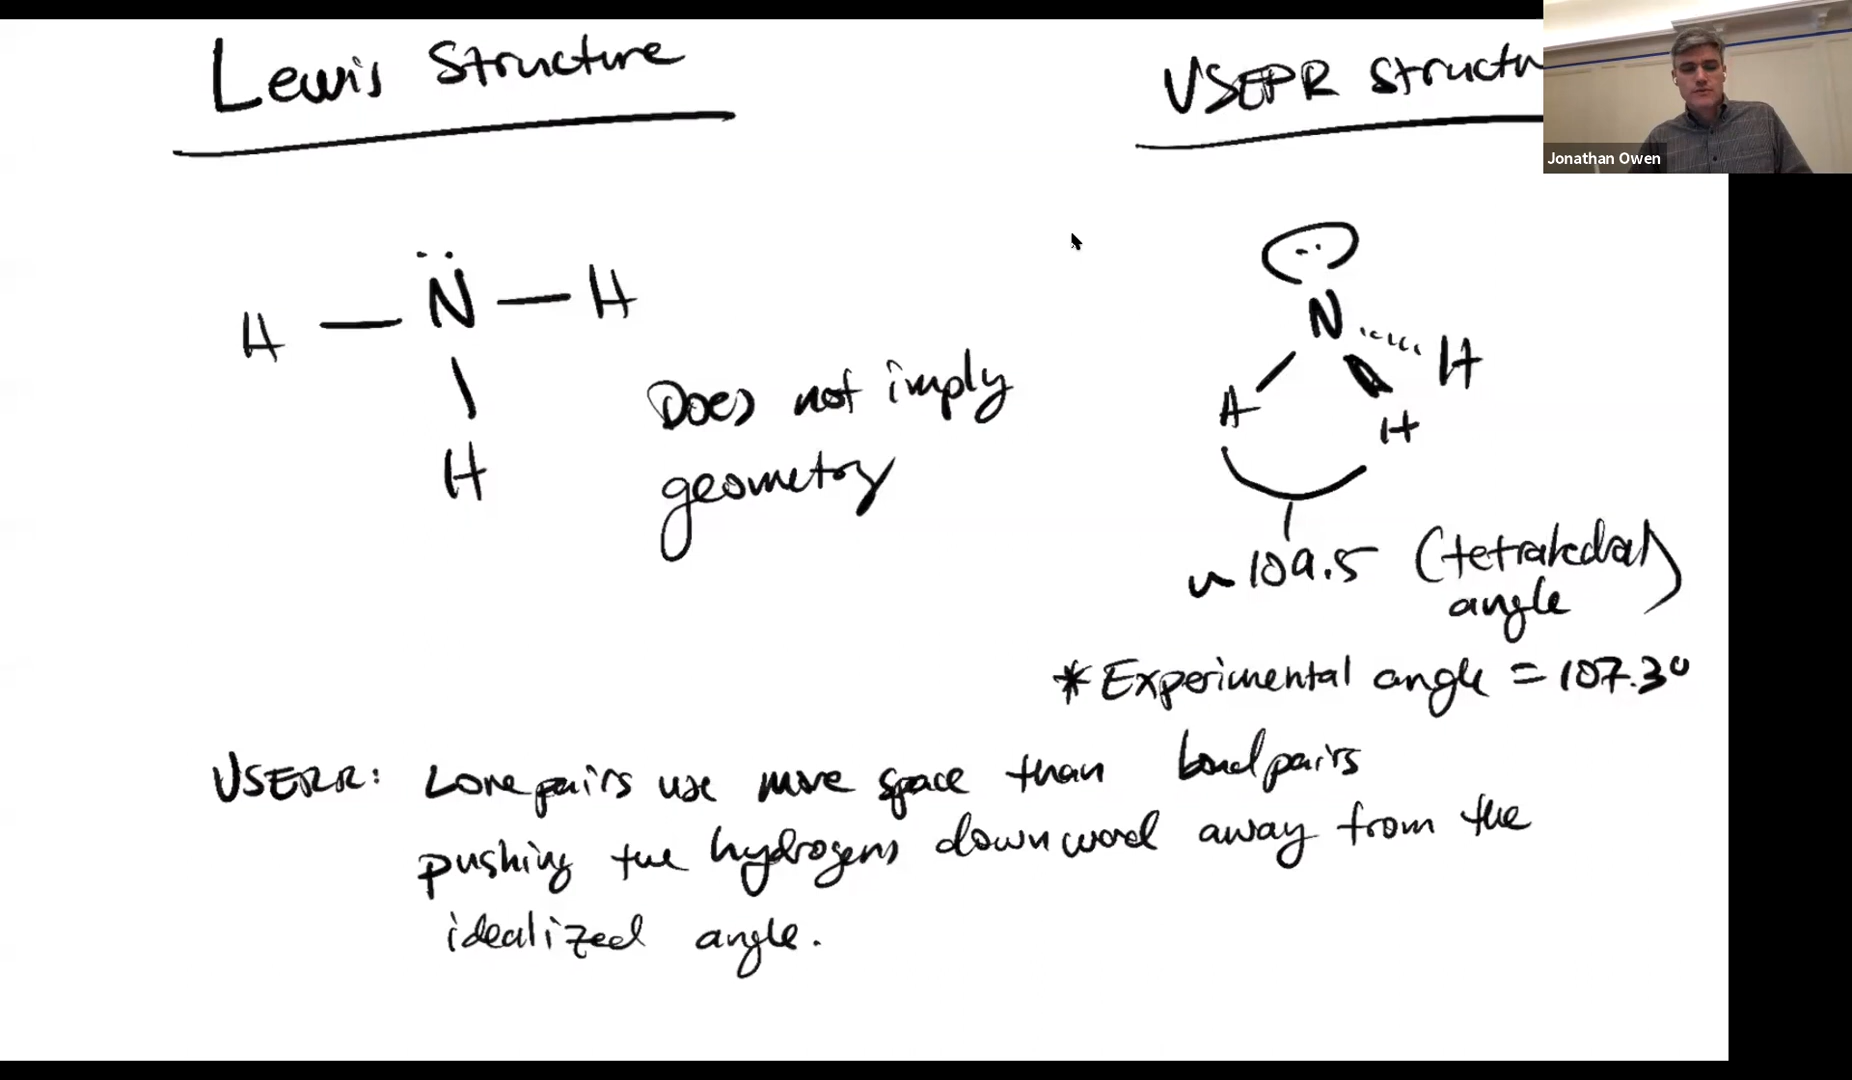 Lewis Structure
VSEPR Structu
Jonathan Owen
N
H — N — H
H
H
H
H
Does not imply
geometry
~109.5 (tetrahedral)
angle
*Experimental angle = 107.3°
VSEPR: Lone pairs use more space than bond pairs
pushing the hydrogens downward away from the
idealized angle.